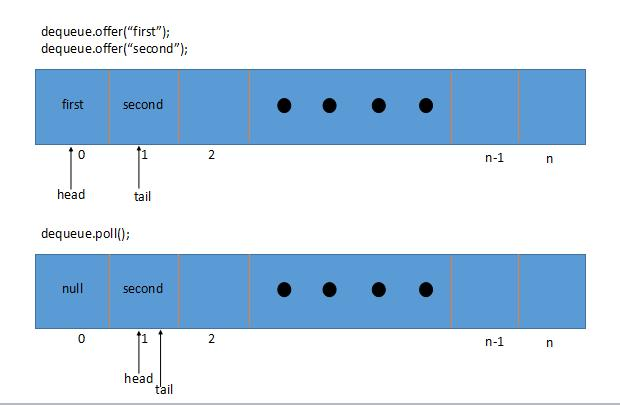 dequeue.offer(“first”);
dequeue.offer(“second”);
first second
0 1 2 n-1 n
head tail
dequeue.poll();
null second
0 1 2 n-1 n
head
tail